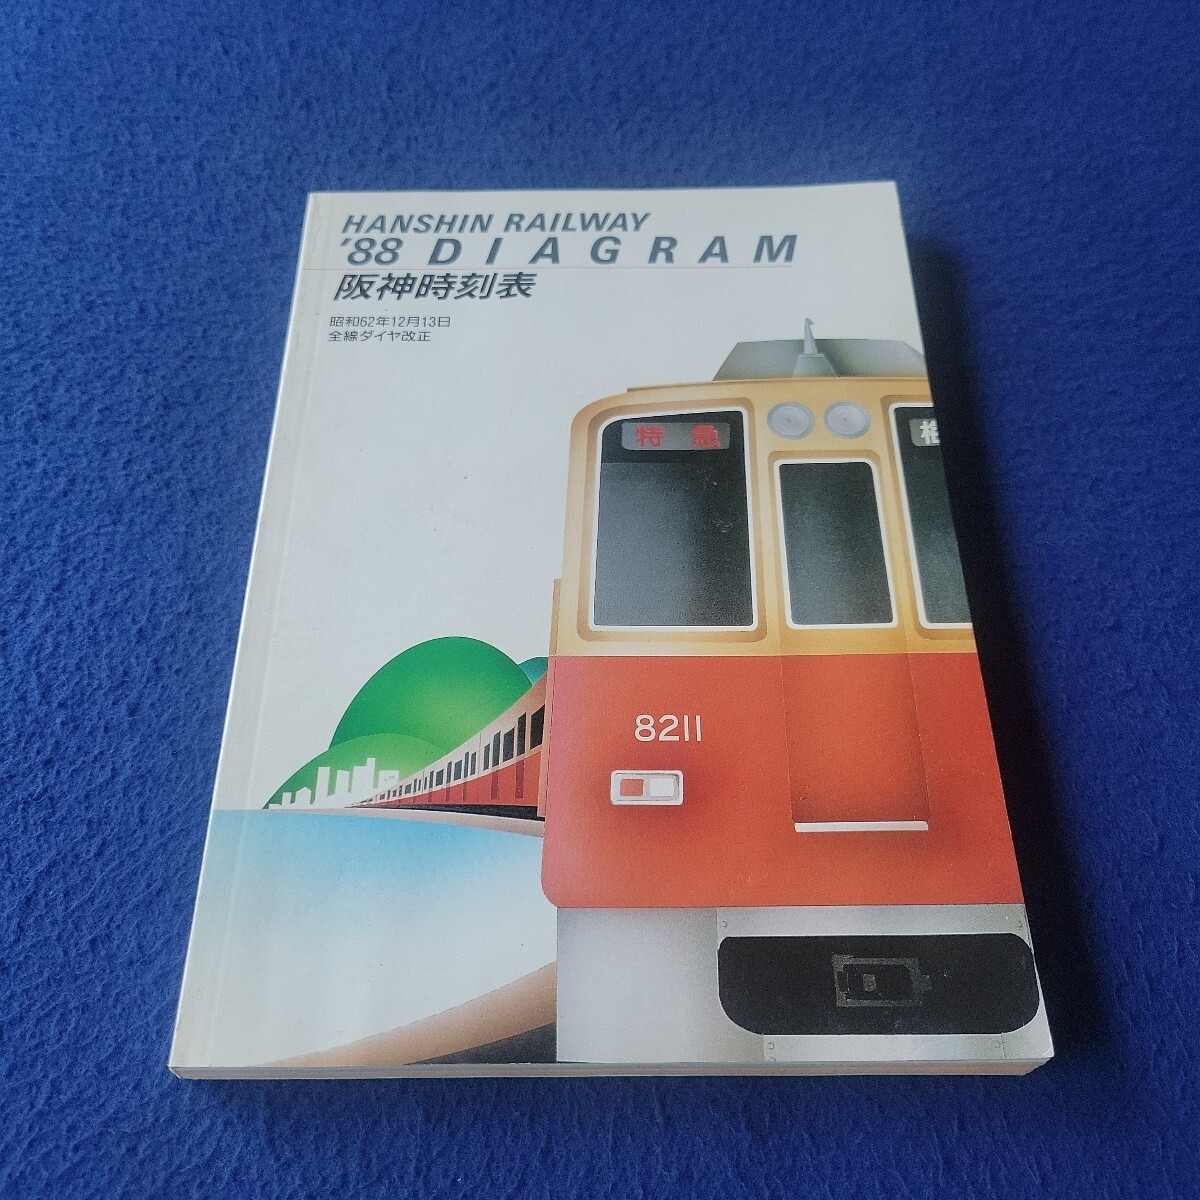 HANSHIN RAILWAY
'88 DIAGRAM
阪神時刻表
昭和62年12月13日
全線ダイヤ改正
特急
8211